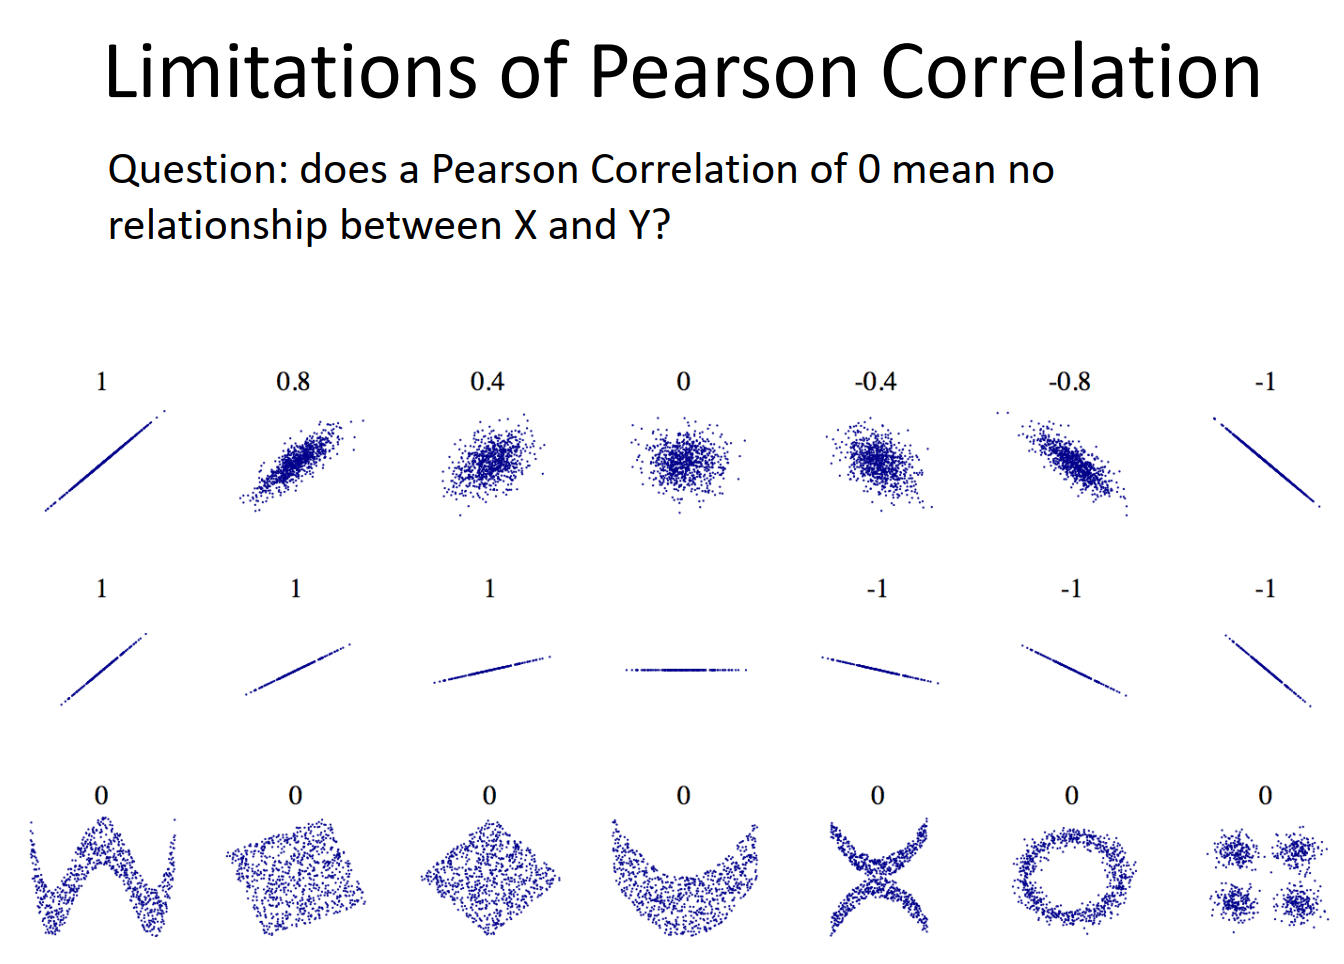 Limitations of Pearson Correlation
Question: does a Pearson Correlation of 0 mean no
relationship between X and Y?
1 0.8 0.4 0 -0.4 -0.8 -1
1 1 1 -1 -1 -1
0 0 0 0 0 0 0